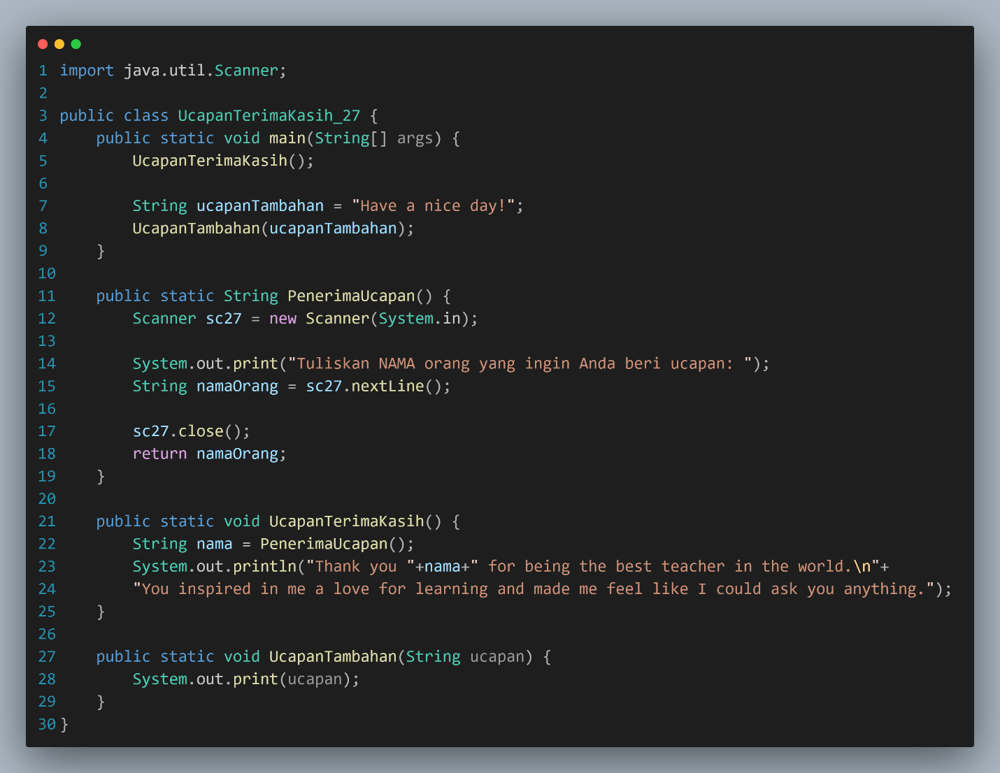 1 import java.util.Scanner;
2
3 public class UcapanTerimaKasih_27 {
4     public static void main(String[] args) {
5         UcapanTerimaKasih();
6
7         String ucapanTambahan = "Have a nice day!";
8         UcapanTambahan(ucapanTambahan);
9     }
10
11     public static String PenerimaUcapan() {
12         Scanner sc27 = new Scanner(System.in);
13
14         System.out.print("Tuliskan NAMA orang yang ingin Anda beri ucapan: ");
15         String namaOrang = sc27.nextLine();
16
17         sc27.close();
18         return namaOrang;
19     }
20
21     public static void UcapanTerimaKasih() {
22         String nama = PenerimaUcapan();
23         System.out.println("Thank you "+nama+" for being the best teacher in the world.\n"+
24         "You inspired in me a love for learning and made me feel like I could ask you anything.");
25     }
26
27     public static void UcapanTambahan(String ucapan) {
28         System.out.print(ucapan);
29     }
30 }